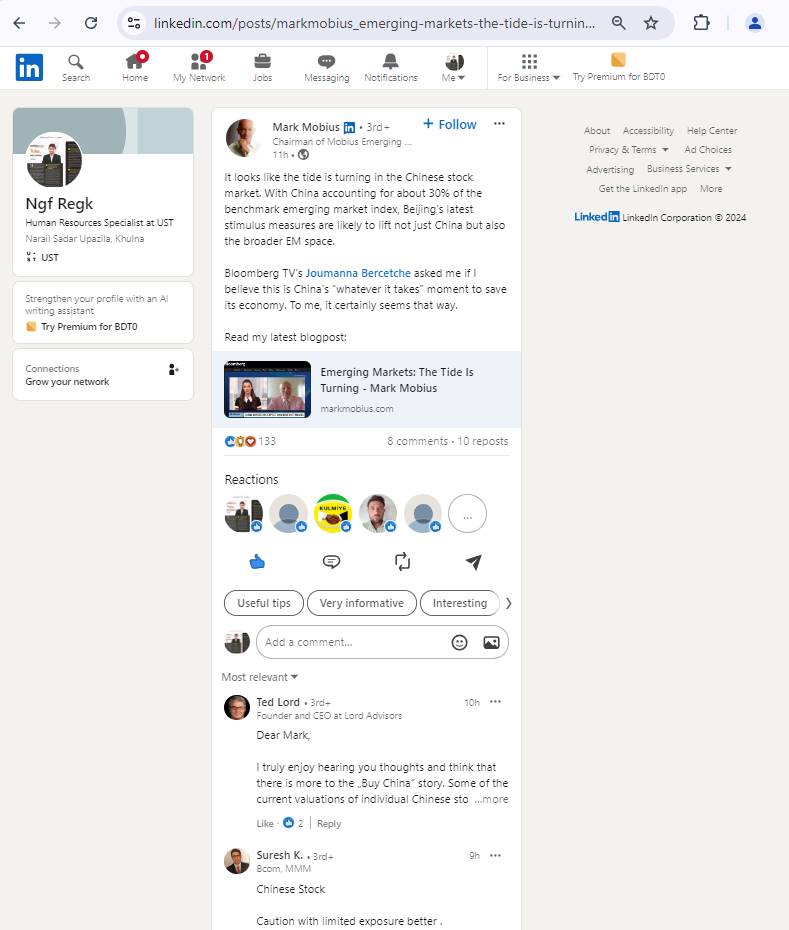 linkedin.com/posts/markmobius_emerging-markets-the-tide-is-turnin...
in
Search
Home
1
My Network
Jobs
Messaging
Notifications
Me
For Business
Try Premium for BDT0
Ngf Regk
Human Resources Specialist at UST
Narail Sadar Upazila, Khulna
UST
Strengthen your profile with an AI
writing assistant
Try Premium for BDT0
Connections
Grow your network
Mark Mobius in • 3rd+
Chairman of Mobius Emerging ...
11h •
+ Follow
It looks like the tide is turning in the Chinese stock
market. With China accounting for about 30% of the
benchmark emerging market index, Beijing's latest
stimulus measures are likely to lift not just China but also
the broader EM space.
Bloomberg TV's Joumanna Bercetche asked me if I
believe this is China's "whatever it takes" moment to save
its economy. To me, it certainly seems that way.
Read my latest blogpost:
Bloomberg
Emerging Markets: The Tide Is
Turning - Mark Mobius
markmobius.com
133
8 comments • 10 reposts
Reactions
KULMIYE
...
Useful tips
Very informative
Interesting
Add a comment...
Most relevant
Ted Lord • 3rd+
10h
Founder and CEO at Lord Advisors
Dear Mark,
I truly enjoy hearing you thoughts and think that
there is more to the „Buy China" story. Some of the
current valuations of individual Chinese sto ...more
Like · 2 | Reply
Suresh K. • 3rd+
9h
Bcom, MMM
Chinese Stock
Caution with limited exposure better .
About
Accessibility
Help Center
Privacy & Terms
Ad Choices
Advertising
Business Services
Get the LinkedIn app
More
Linked in LinkedIn Corporation © 2024